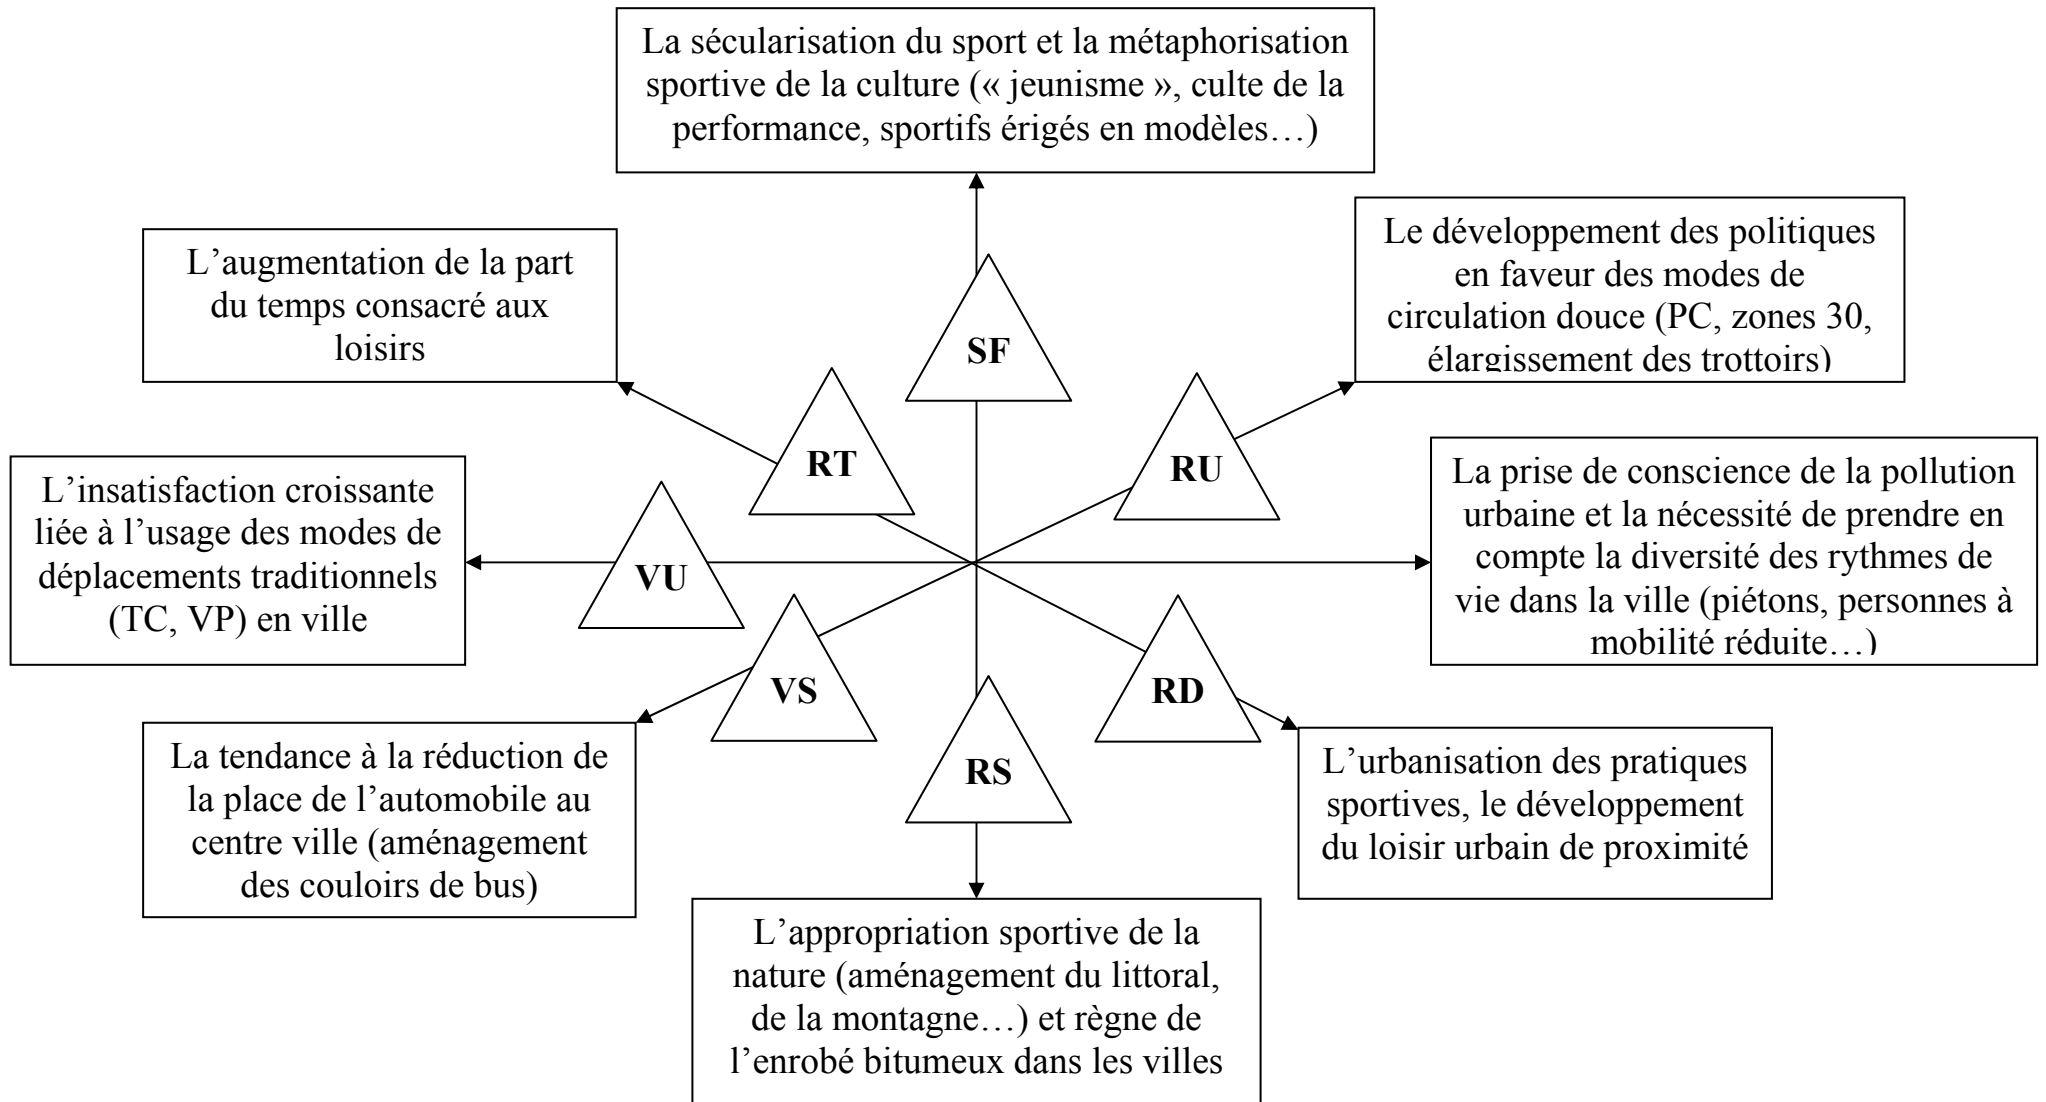 La sécularisation du sport et la métaphorisation
sportive de la culture (« jeunisme », culte de la
performance, sportifs érigés en modèles…)
L’augmentation de la part
du temps consacré aux
loisirs
Le développement des politiques
en faveur des modes de
circulation douce (PC, zones 30,
élargissement des trottoirs)
SF
RT
RU
L’insatisfaction croissante
liée à l’usage des modes de
déplacements traditionnels
(TC, VP) en ville
La prise de conscience de la pollution
urbaine et la nécessité de prendre en
compte la diversité des rythmes de
vie dans la ville (piétons, personnes à
mobilité réduite…)
VU
VS
RD
RS
La tendance à la réduction de
la place de l’automobile au
centre ville (aménagement
des couloirs de bus)
L’urbanisation des pratiques
sportives, le développement
du loisir urbain de proximité
L’appropriation sportive de la
nature (aménagement du littoral,
de la montagne…) et règne de
l’enrobé bitumeux dans les villes